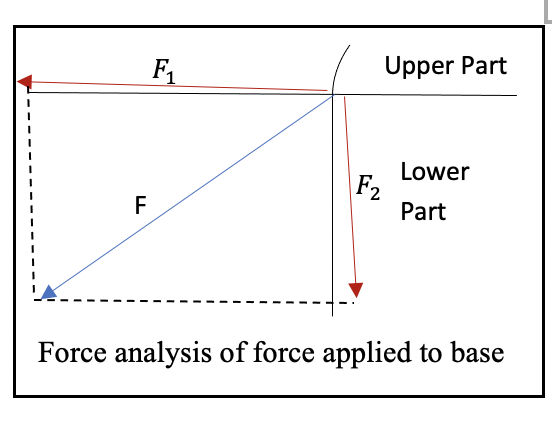 F₁
Upper Part
F₂
Lower
Part
F
Force analysis of force applied to base